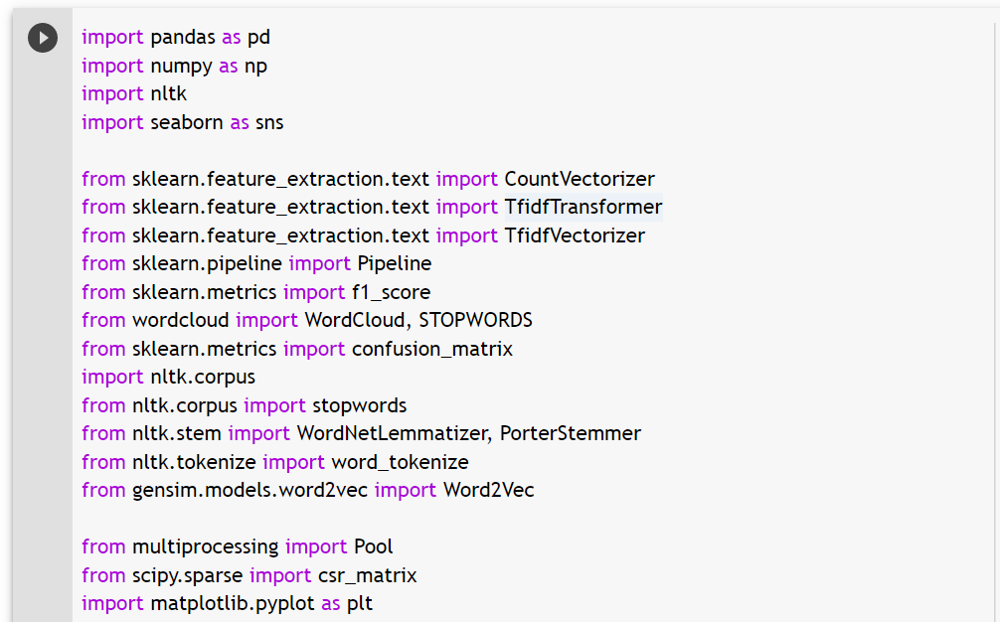 import pandas as pd
import numpy as np
import nltk
import seaborn as sns
from sklearn.feature_extraction.text import CountVectorizer
from sklearn.feature_extraction.text import TfidfTransformer
from sklearn.feature_extraction.text import TfidfVectorizer
from sklearn.pipeline import Pipeline
from sklearn.metrics import f1_score
from wordcloud import WordCloud, STOPWORDS
from sklearn.metrics import confusion_matrix
import nltk.corpus
from nltk.corpus import stopwords
from nltk.stem import WordNetLemmatizer, PorterStemmer
from nltk.tokenize import word_tokenize
from gensim.models.word2vec import Word2Vec
from multiprocessing import Pool
from scipy.sparse import csr_matrix
import matplotlib.pyplot as plt